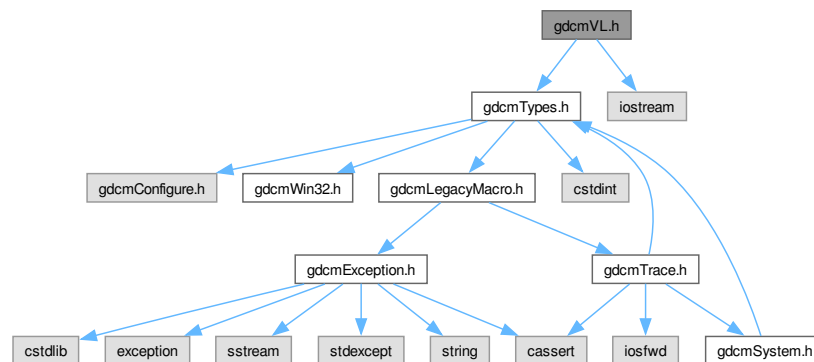 gdcmVL.h
gdcmTypes.h
iostream
gdcmConfigure.h
gdcmWin32.h
gdcmLegacyMacro.h
cstdint
gdcmException.h
gdcmTrace.h
cstdlib
exception
sstream
stdexcept
string
cassert
iosfwd
gdcmSystem.h